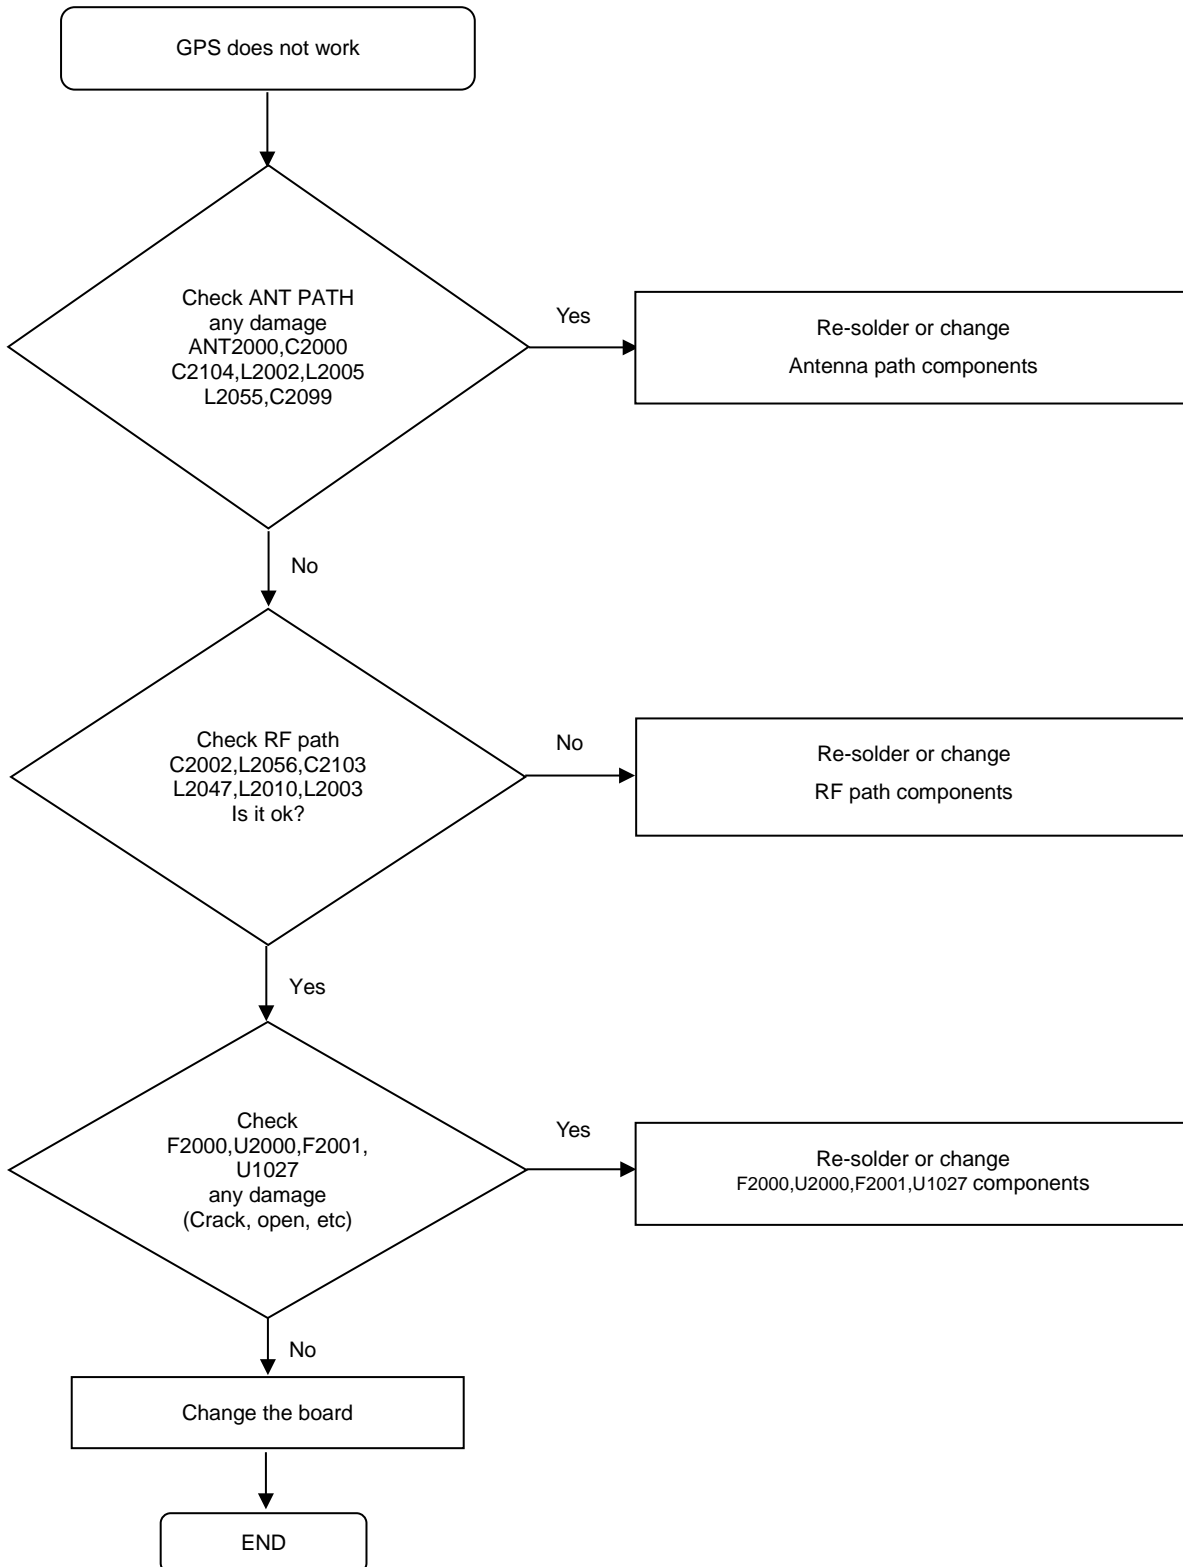 GPS does not work
Check ANT PATH
any damage
ANT2000,C2000
C2104,L2002,L2005
L2055,C2099
Yes
Re-solder or change
Antenna path components
No
Check RF path
C2002,L2056,C2103
L2047,L2010,L2003
Is it ok?
No
Re-solder or change
RF path components
Yes
Check
F2000,U2000,F2001,
U1027
any damage
(Crack, open, etc)
Yes
Re-solder or change
F2000,U2000,F2001,U1027 components
No
Change the board
END